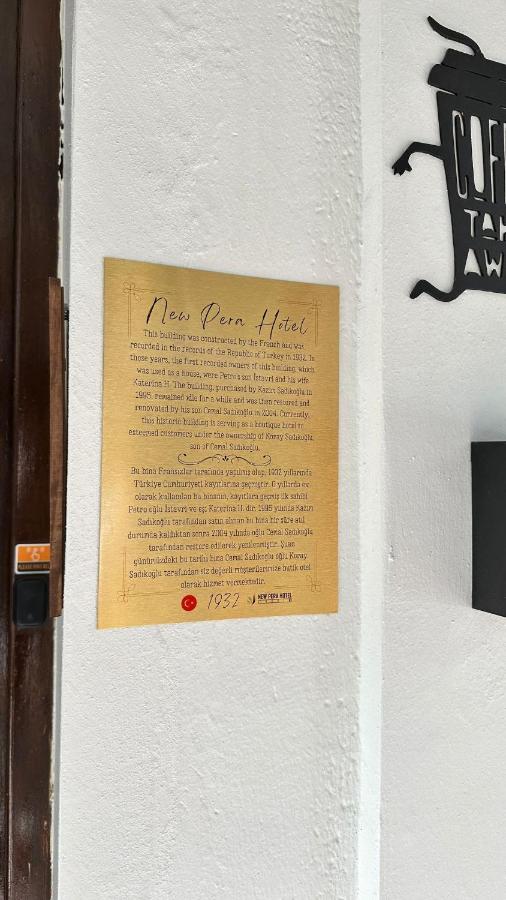 New Pera Hotel
This building was constructed by the French and was
recorded in the records of the Republic of Turkey in 1932. In
those years, the first recorded owners of this building, which
was used as a house, were Petro's son İstavri and his wife
Katerina H. The building, purchased by Kazım Sadıkoğlu in
1995, remained idle for a while and was then restored and
renovated by his son Cemal Sadıkoğlu in 2004. Currently,
this historic building is serving as a boutique hotel to
esteemed customers under the ownership of Koray Sadıkoğlu,
son of Cemal Sadıkoğlu.
Bu bina Fransızlar tarafında yapılmış olup, 1932 yıllarında
Türkiye Cumhuriyeti kayıtlarına geçmiştir. O yıllarda ev
olarak kullanılan bu binanın, kayıtlara geçmiş ilk sahibi
Petro oğlu İstavri ve eşi Katerina H. dir. 1995 yılında Kazım
Sadıkoğlu tarafından satın alınan bu bina bir süre atıl
durumda kalıktan sonra 2004 yılında oğlu Cemal Sadıkoğlu
tarafından restore edilerek yenilenmiştir. Şuan
günümüzdeki bu tarihi bina Cemal Sadıkoğlu oğlu Koray
Sadıkoğlu tarafından siz değerli müşterilerimize butik otel
olarak hizmet vermektedir.
1932 NEW PERA HOTEL